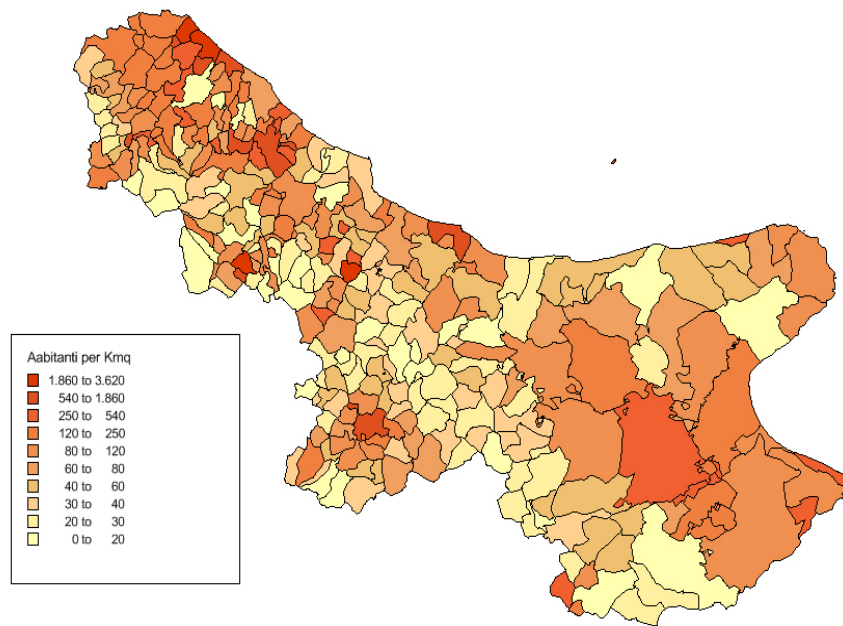 Aabitanti per Kmq
1.860 to 3.620
540 to 1.860
250 to 540
120 to 250
80 to 120
60 to 80
40 to 60
30 to 40
20 to 30
0 to 20